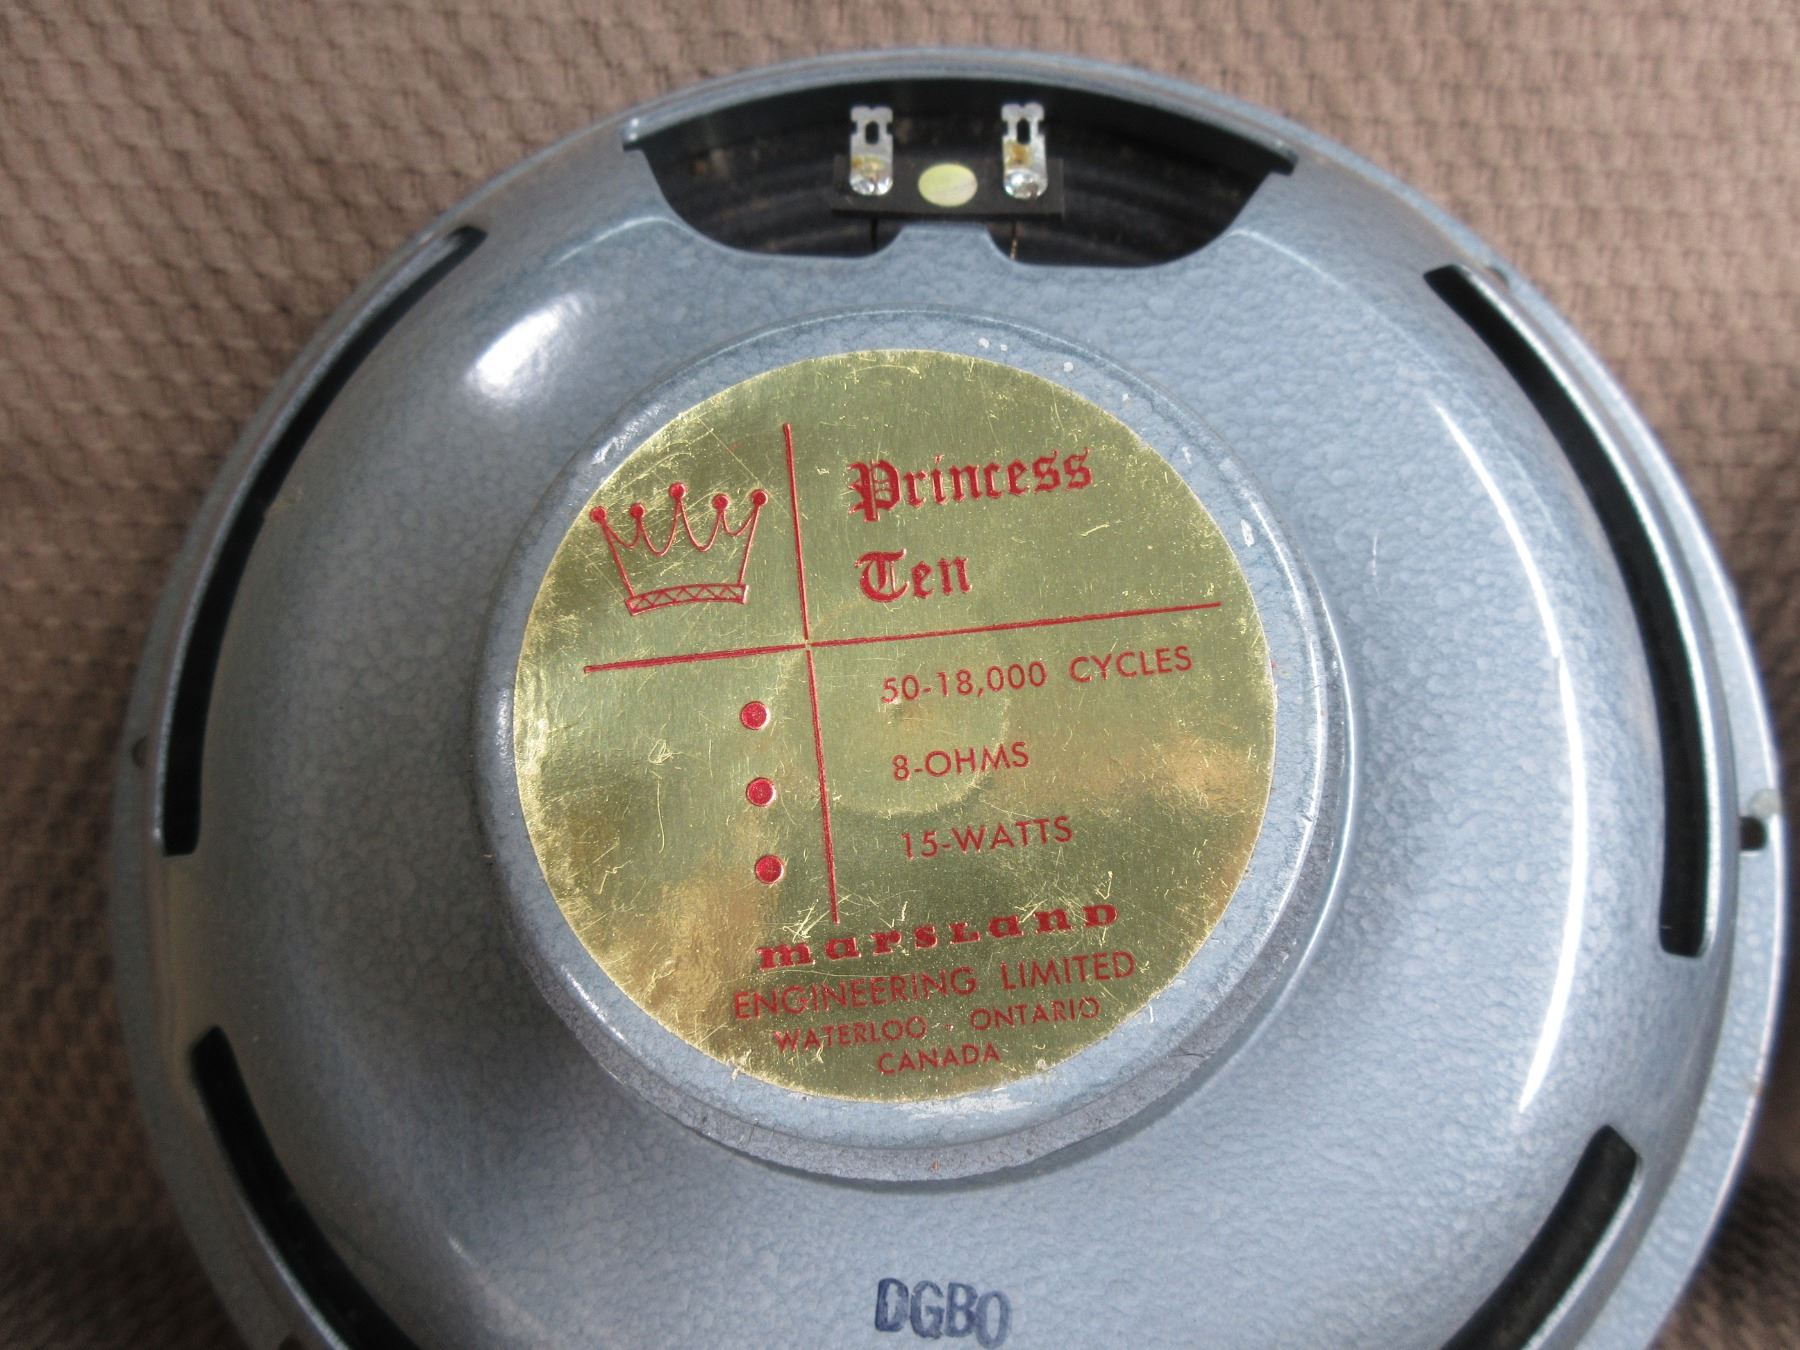 Princess
Ten
50-18,000 CYCLES
8-OHMS
15-WATTS
marsland
ENGINEERING LIMITED
WATERLOO - ONTARIO
CANADA
DGBO